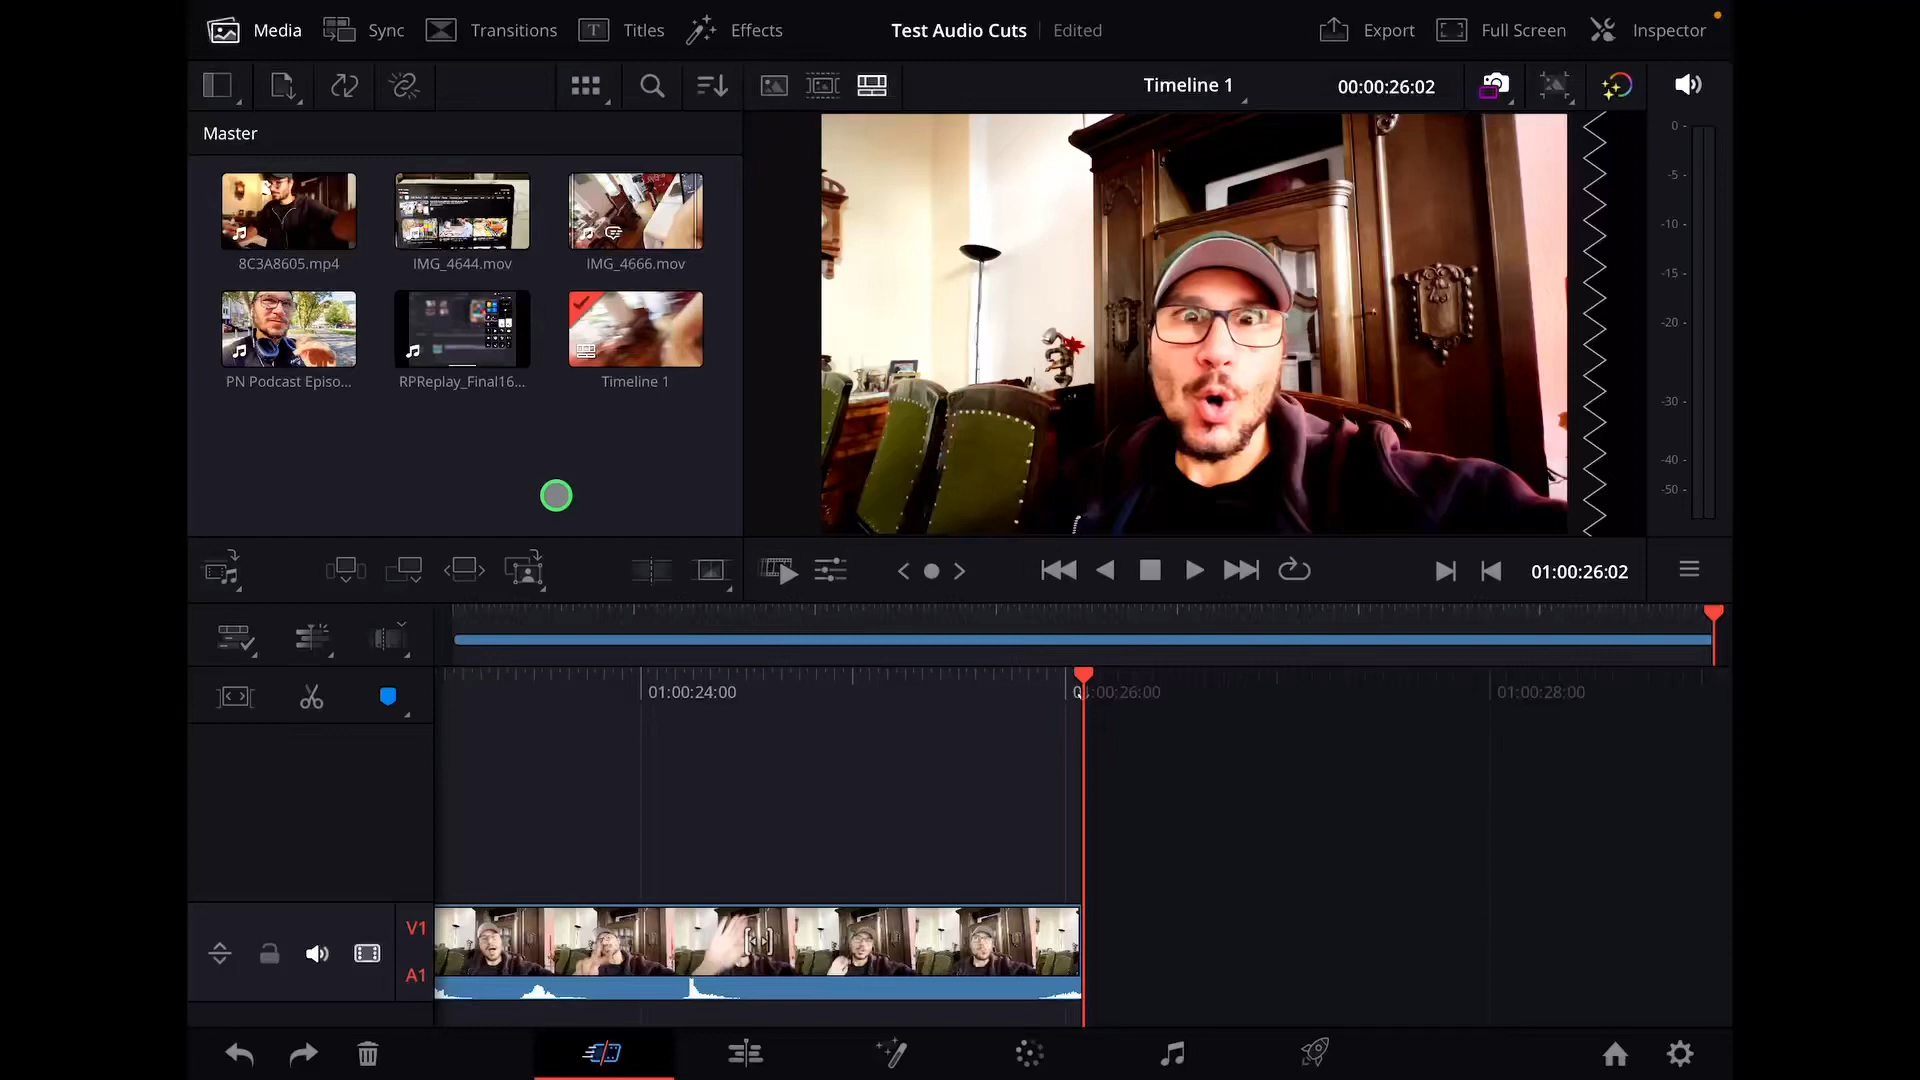 Media Sync Transitions Titles Effects Test Audio Cuts Edited Export Full Screen Inspector
Timeline 1 00:00:26:02
Master
0 -
-5 -
-10 -
-15 -
-20 -
-30 -
-40 -
-50 -
8C3A8605.mp4 IMG_4644.mov IMG_4666.mov
PN Podcast Episo... RPReplay_Final16... Timeline 1
01:00:26:02
01:00:24:00 01:00:26:00 01:00:28:00
V1
A1